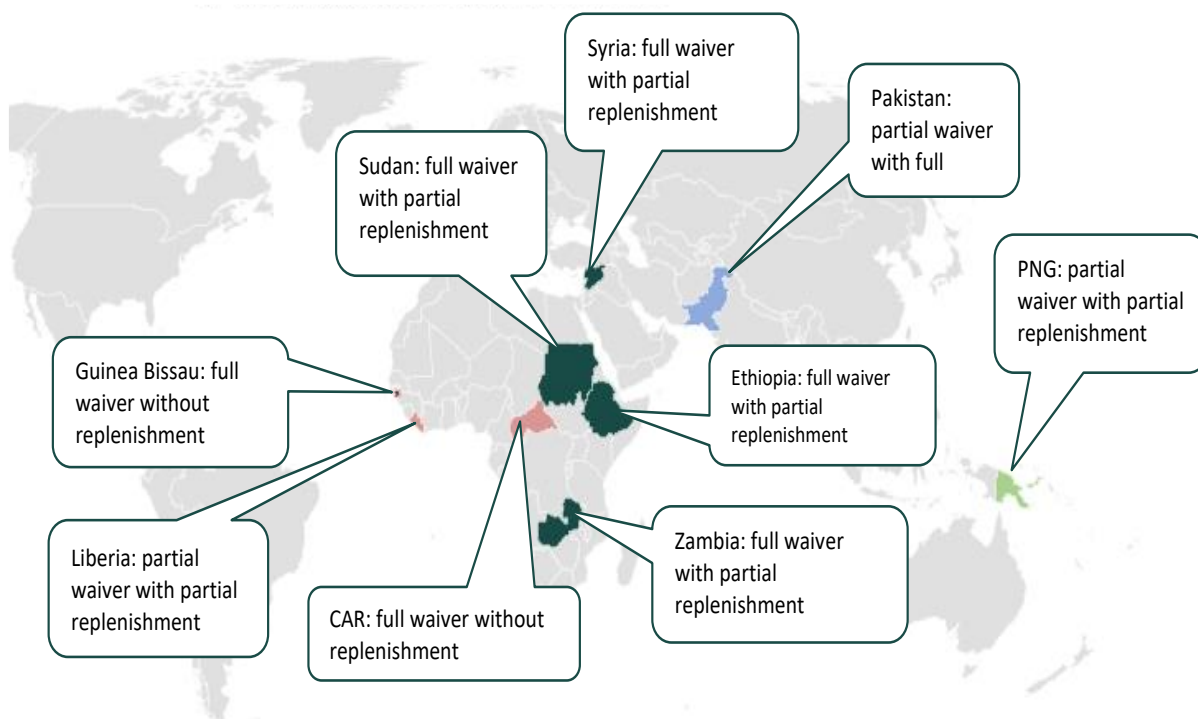 Syria: full waiver
with partial
replenishment
Pakistan:
partial waiver
with full
Sudan: full waiver
with partial
replenishment
PNG: partial
waiver with partial
replenishment
Guinea Bissau: full
waiver without
replenishment
Ethiopia: full waiver
with partial
replenishment
Liberia: partial
waiver with partial
replenishment
CAR: full waiver without
replenishment
Zambia: full waiver
with partial
replenishment